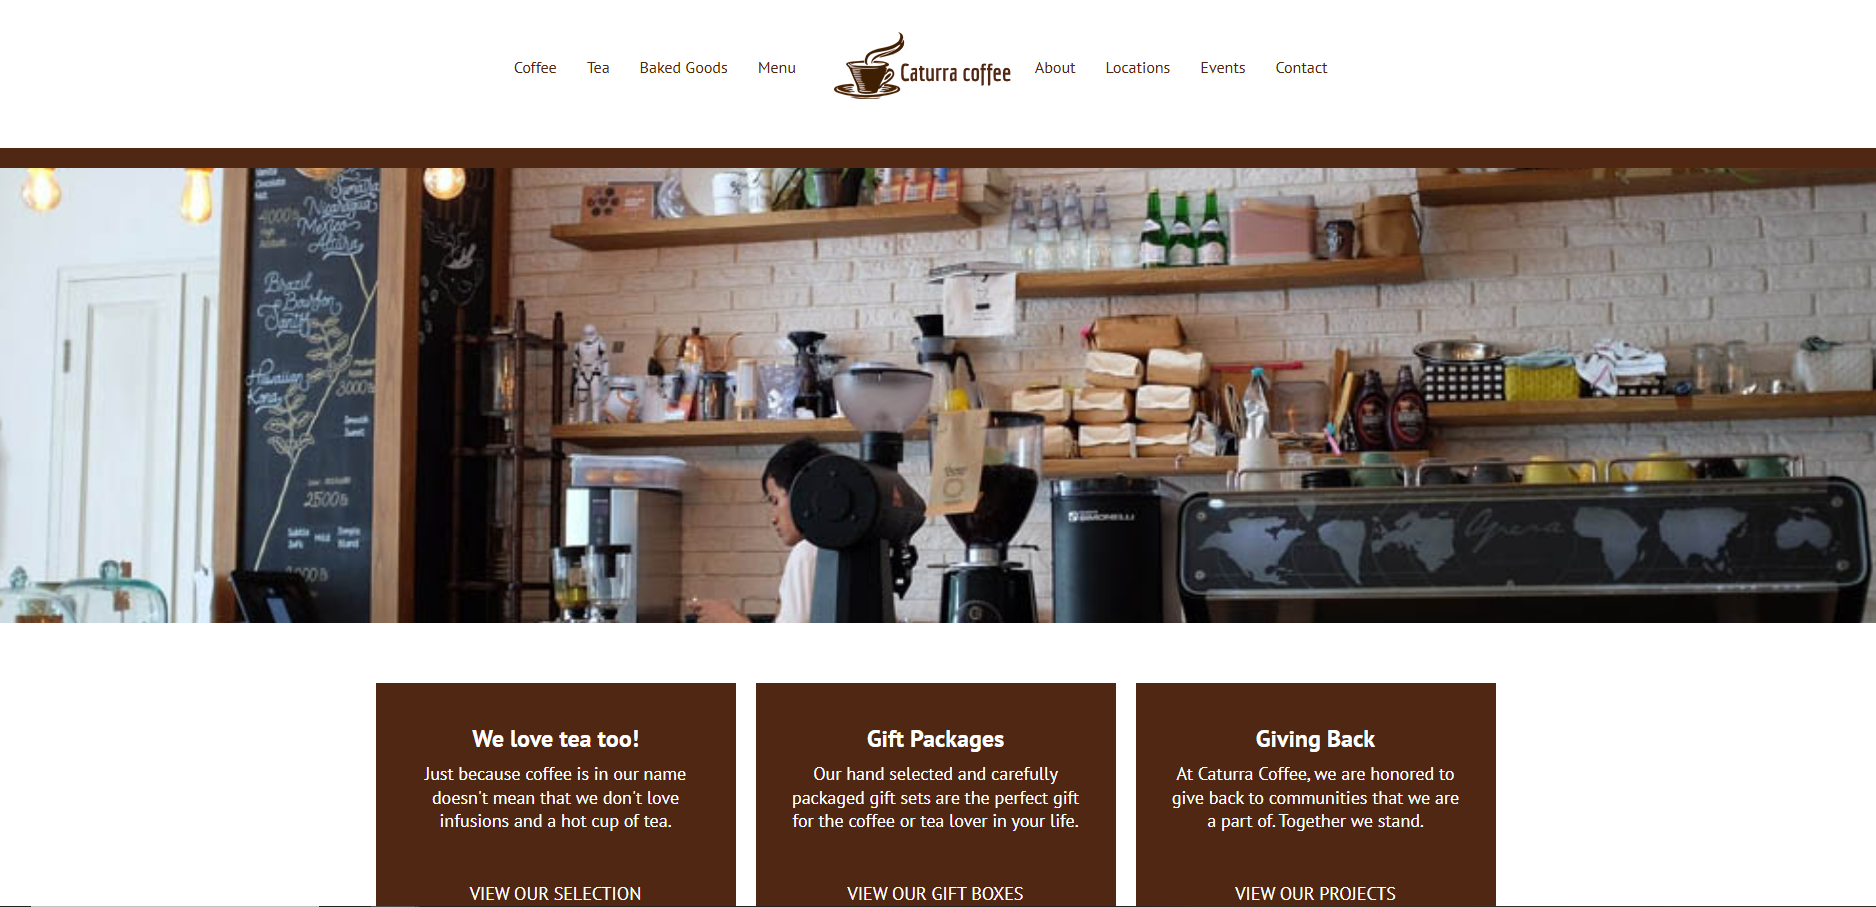 Coffee Tea Baked Goods Menu Caturra coffee About Locations Events Contact
Sumatra
Nicaragua
Mexico
Altura
4000ft
Brazil
Bourbon
Hawaiian
3000ft
Kona
2500ft
SIMONELLI
opera
We love tea too!
Just because coffee is in our name
doesn't mean that we don't love
infusions and a hot cup of tea.
VIEW OUR SELECTION
Gift Packages
Our hand selected and carefully
packaged gift sets are the perfect gift
for the coffee or tea lover in your life.
VIEW OUR GIFT BOXES
Giving Back
At Caturra Coffee, we are honored to
give back to communities that we are
a part of. Together we stand.
VIEW OUR PROJECTS